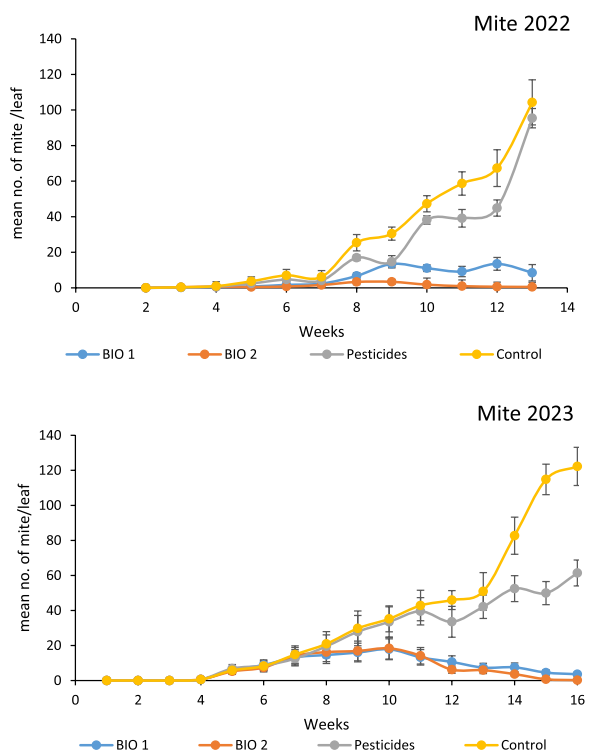 Mite 2022
140
120
100
80
60
40
20
0
mean no. of mite /leaf
0 2 4 6 8 10 12 14
Weeks
BIO 1 BIO 2 Pesticides Control
Mite 2023
140
120
100
80
60
40
20
0
mean no. of mite/leaf
0 2 4 6 8 10 12 14 16
Weeks
BIO 1 BIO 2 Pesticides Control